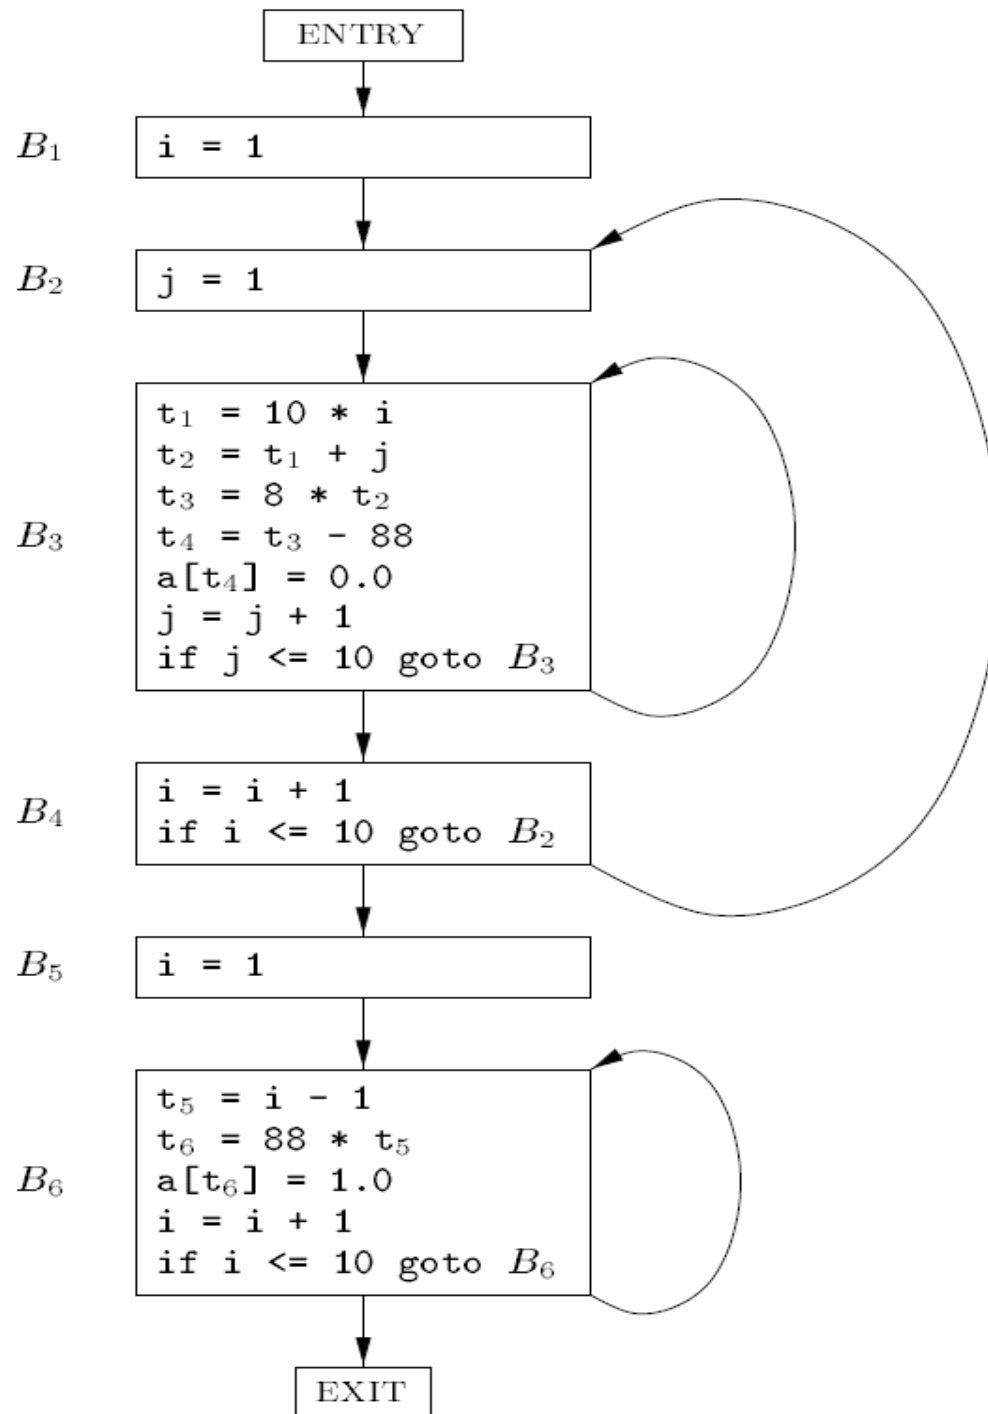 ENTRY
B₁
i = 1
B₂
j = 1
B₃
t₁ = 10 * i
t₂ = t₁ + j
t₃ = 8 * t₂
t₄ = t₃ - 88
a[t₄] = 0.0
j = j + 1
if j <= 10 goto B₃
B₄
i = i + 1
if i <= 10 goto B₂
B₅
i = 1
B₆
t₅ = i - 1
t₆ = 88 * t₅
a[t₆] = 1.0
i = i + 1
if i <= 10 goto B₆
EXIT